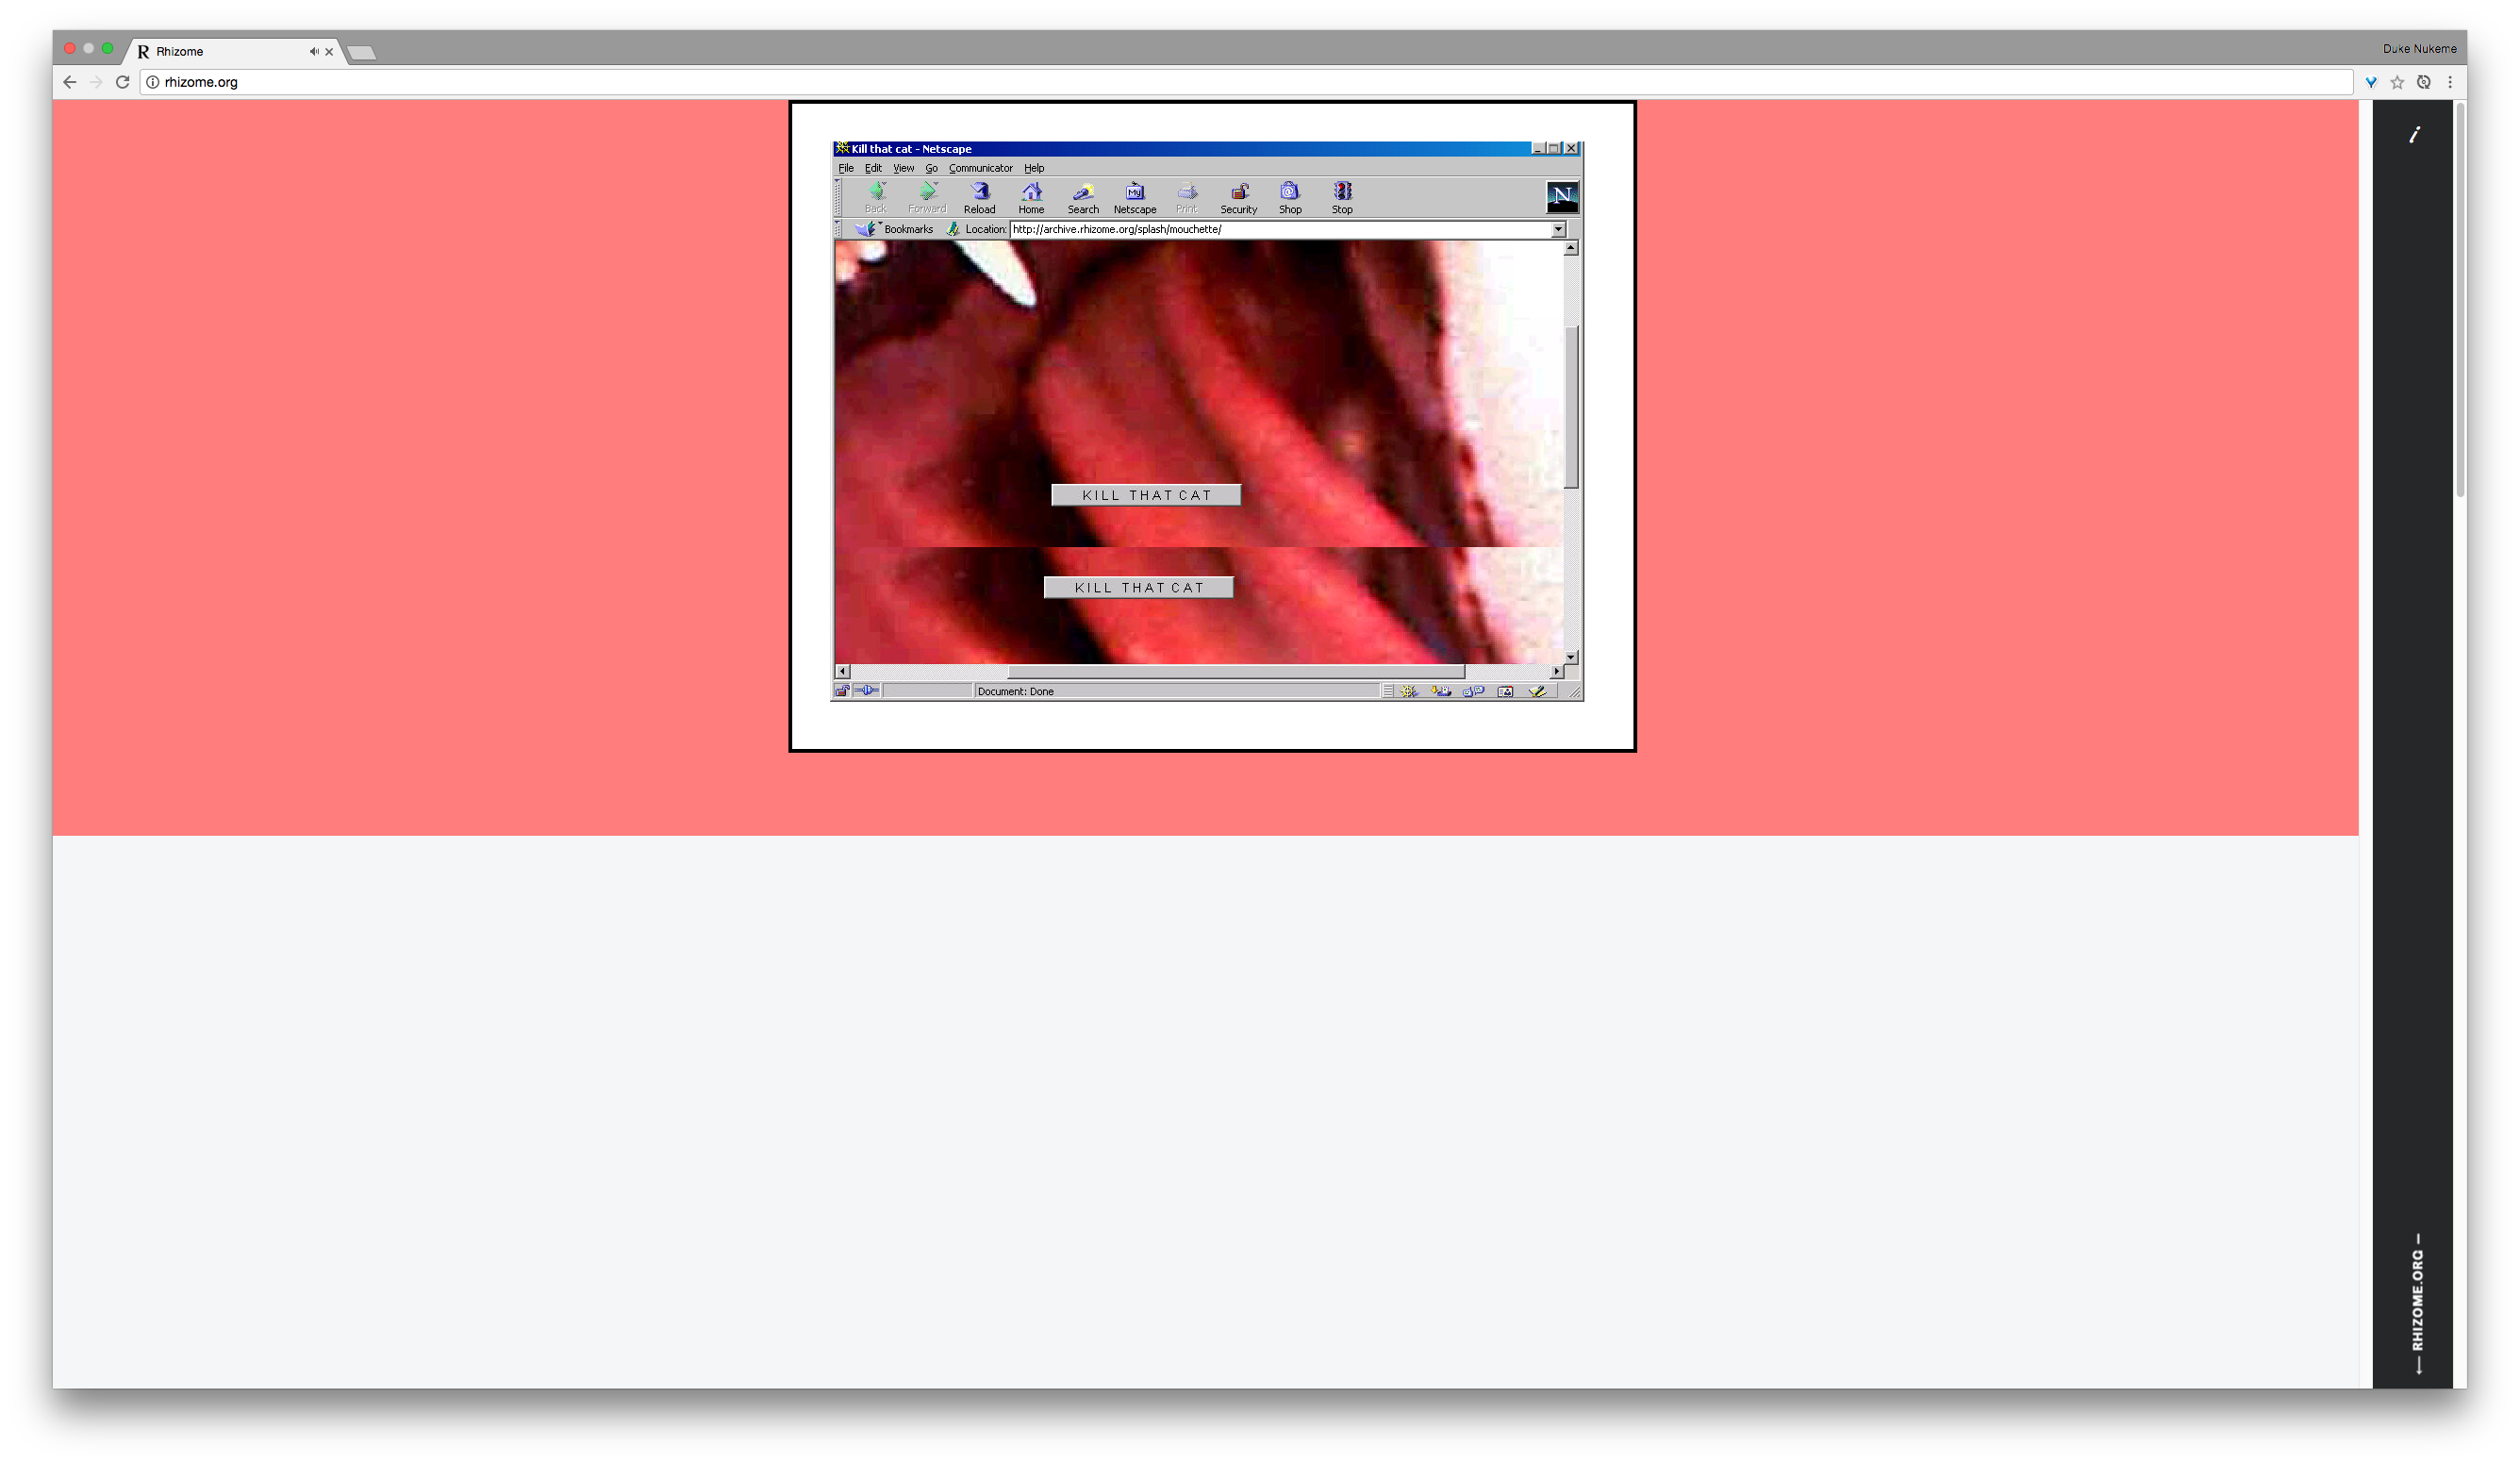 Rhizome
Duke Nukeme
rhizome.org
i
Kill that cat - Netscape
File Edit View Go Communicator Help
Back Forward Reload Home Search Netscape Print Security Shop Stop
My
N
Bookmarks Location: http://archive.rhizome.org/splash/mouchette/
KILL THAT CAT
KILL THAT CAT
Document: Done
RHIZOME.ORG